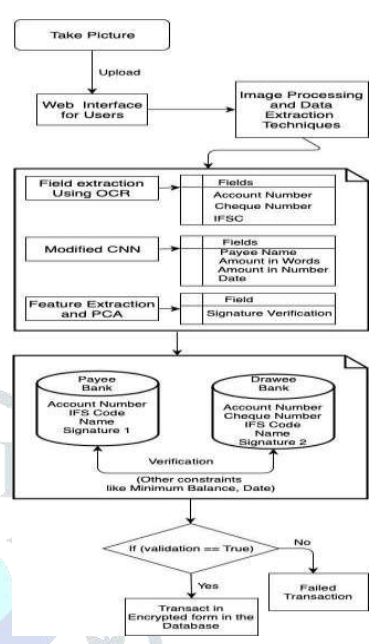 Take Picture
Upload
Web Interface
for Users
Image Processing
and Data
Extraction
Techniques
Field extraction
Using OCR
Fields
Account Number
Cheque Number
IFSC
Modified CNN
Fields
Payee Name
Amount in Words
Amount in Number
Date
Feature Extraction
and PCA
Field
Signature Verification
Payee
Bank
Account Number
IFS Code
Name
Signature 1
Drawee
Bank
Account Number
Cheque Number
IFS Code
Name
Signature 2
Verification
(Other constraints
like Minimum Balance, Date)
If (validation == True)
No
Yes
Failed
Transaction
Transact in
Encrypted form in the
Database